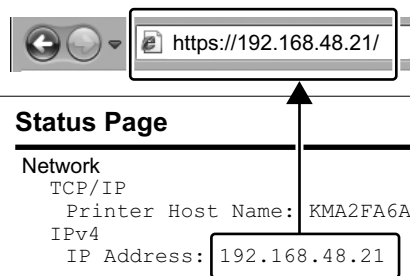 https://192.168.48.21/
Status Page
Network
TCP/IP
Printer Host Name: KMA2FA6A
IPv4
IP Address: 192.168.48.21